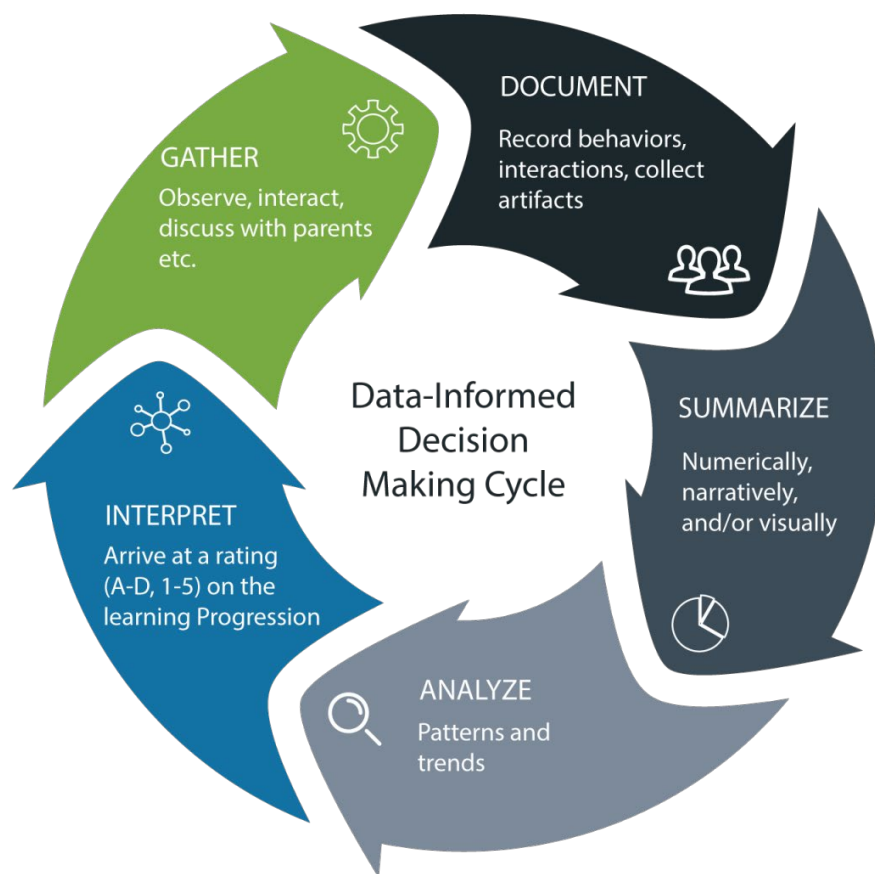 Data-Informed
Decision
Making Cycle
GATHER
Observe, interact,
discuss with parents
etc.
DOCUMENT
Record behaviors,
interactions, collect
artifacts
SUMMARIZE
Numerically,
narratively,
and/or visually
ANALYZE
Patterns and
trends
INTERPRET
Arrive at a rating
(A-D, 1-5) on the
learning Progression